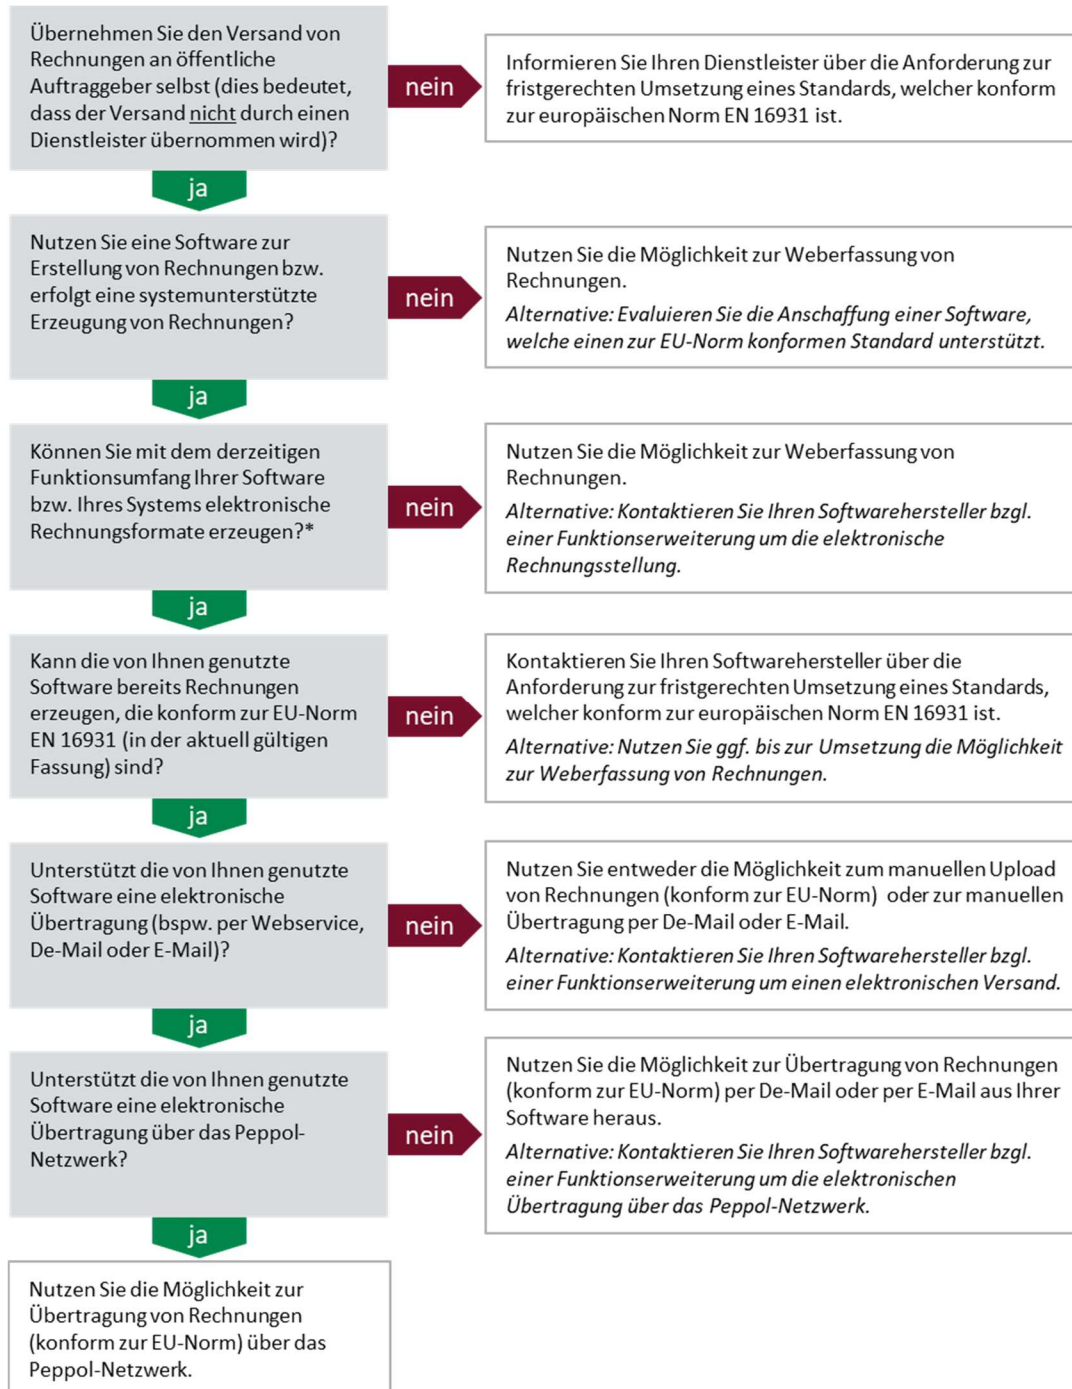 Übernehmen Sie den Versand von
Rechnungen an öffentliche
Auftraggeber selbst (dies bedeutet,
dass der Versand nicht durch einen
Dienstleister übernommen wird)?
nein
Informieren Sie Ihren Dienstleister über die Anforderung zur
fristgerechten Umsetzung eines Standards, welcher konform
zur europäischen Norm EN 16931 ist.
ja
Nutzen Sie eine Software zur
Erstellung von Rechnungen bzw.
erfolgt eine systemunterstützte
Erzeugung von Rechnungen?
nein
Nutzen Sie die Möglichkeit zur Weberfassung von
Rechnungen.
Alternative: Evaluieren Sie die Anschaffung einer Software,
welche einen zur EU-Norm konformen Standard unterstützt.
ja
Können Sie mit dem derzeitigen
Funktionsumfang Ihrer Software
bzw. Ihres Systems elektronische
Rechnungsformate erzeugen?*
nein
Nutzen Sie die Möglichkeit zur Weberfassung von
Rechnungen.
Alternative: Kontaktieren Sie Ihren Softwarehersteller bzgl.
einer Funktionserweiterung um die elektronische
Rechnungsstellung.
ja
Kann die von Ihnen genutzte
Software bereits Rechnungen
erzeugen, die konform zur EU-Norm
EN 16931 (in der aktuell gültigen
Fassung) sind?
nein
Kontaktieren Sie Ihren Softwarehersteller über die
Anforderung zur fristgerechten Umsetzung eines Standards,
welcher konform zur europäischen Norm EN 16931 ist.
Alternative: Nutzen Sie ggf. bis zur Umsetzung die Möglichkeit
zur Weberfassung von Rechnungen.
ja
Unterstützt die von Ihnen genutzte
Software eine elektronische
Übertragung (bspw. per Webservice,
De-Mail oder E-Mail)?
nein
Nutzen Sie entweder die Möglichkeit zum manuellen Upload
von Rechnungen (konform zur EU-Norm) oder zur manuellen
Übertragung per De-Mail oder E-Mail.
Alternative: Kontaktieren Sie Ihren Softwarehersteller bzgl.
einer Funktionserweiterung um einen elektronischen Versand.
ja
Unterstützt die von Ihnen genutzte
Software eine elektronische
Übertragung über das Peppol-
Netzwerk?
nein
Nutzen Sie die Möglichkeit zur Übertragung von Rechnungen
(konform zur EU-Norm) per De-Mail oder per E-Mail aus Ihrer
Software heraus.
Alternative: Kontaktieren Sie Ihren Softwarehersteller bzgl.
einer Funktionserweiterung um die elektronischen
Übertragung über das Peppol-Netzwerk.
ja
Nutzen Sie die Möglichkeit zur
Übertragung von Rechnungen
(konform zur EU-Norm) über das
Peppol-Netzwerk.